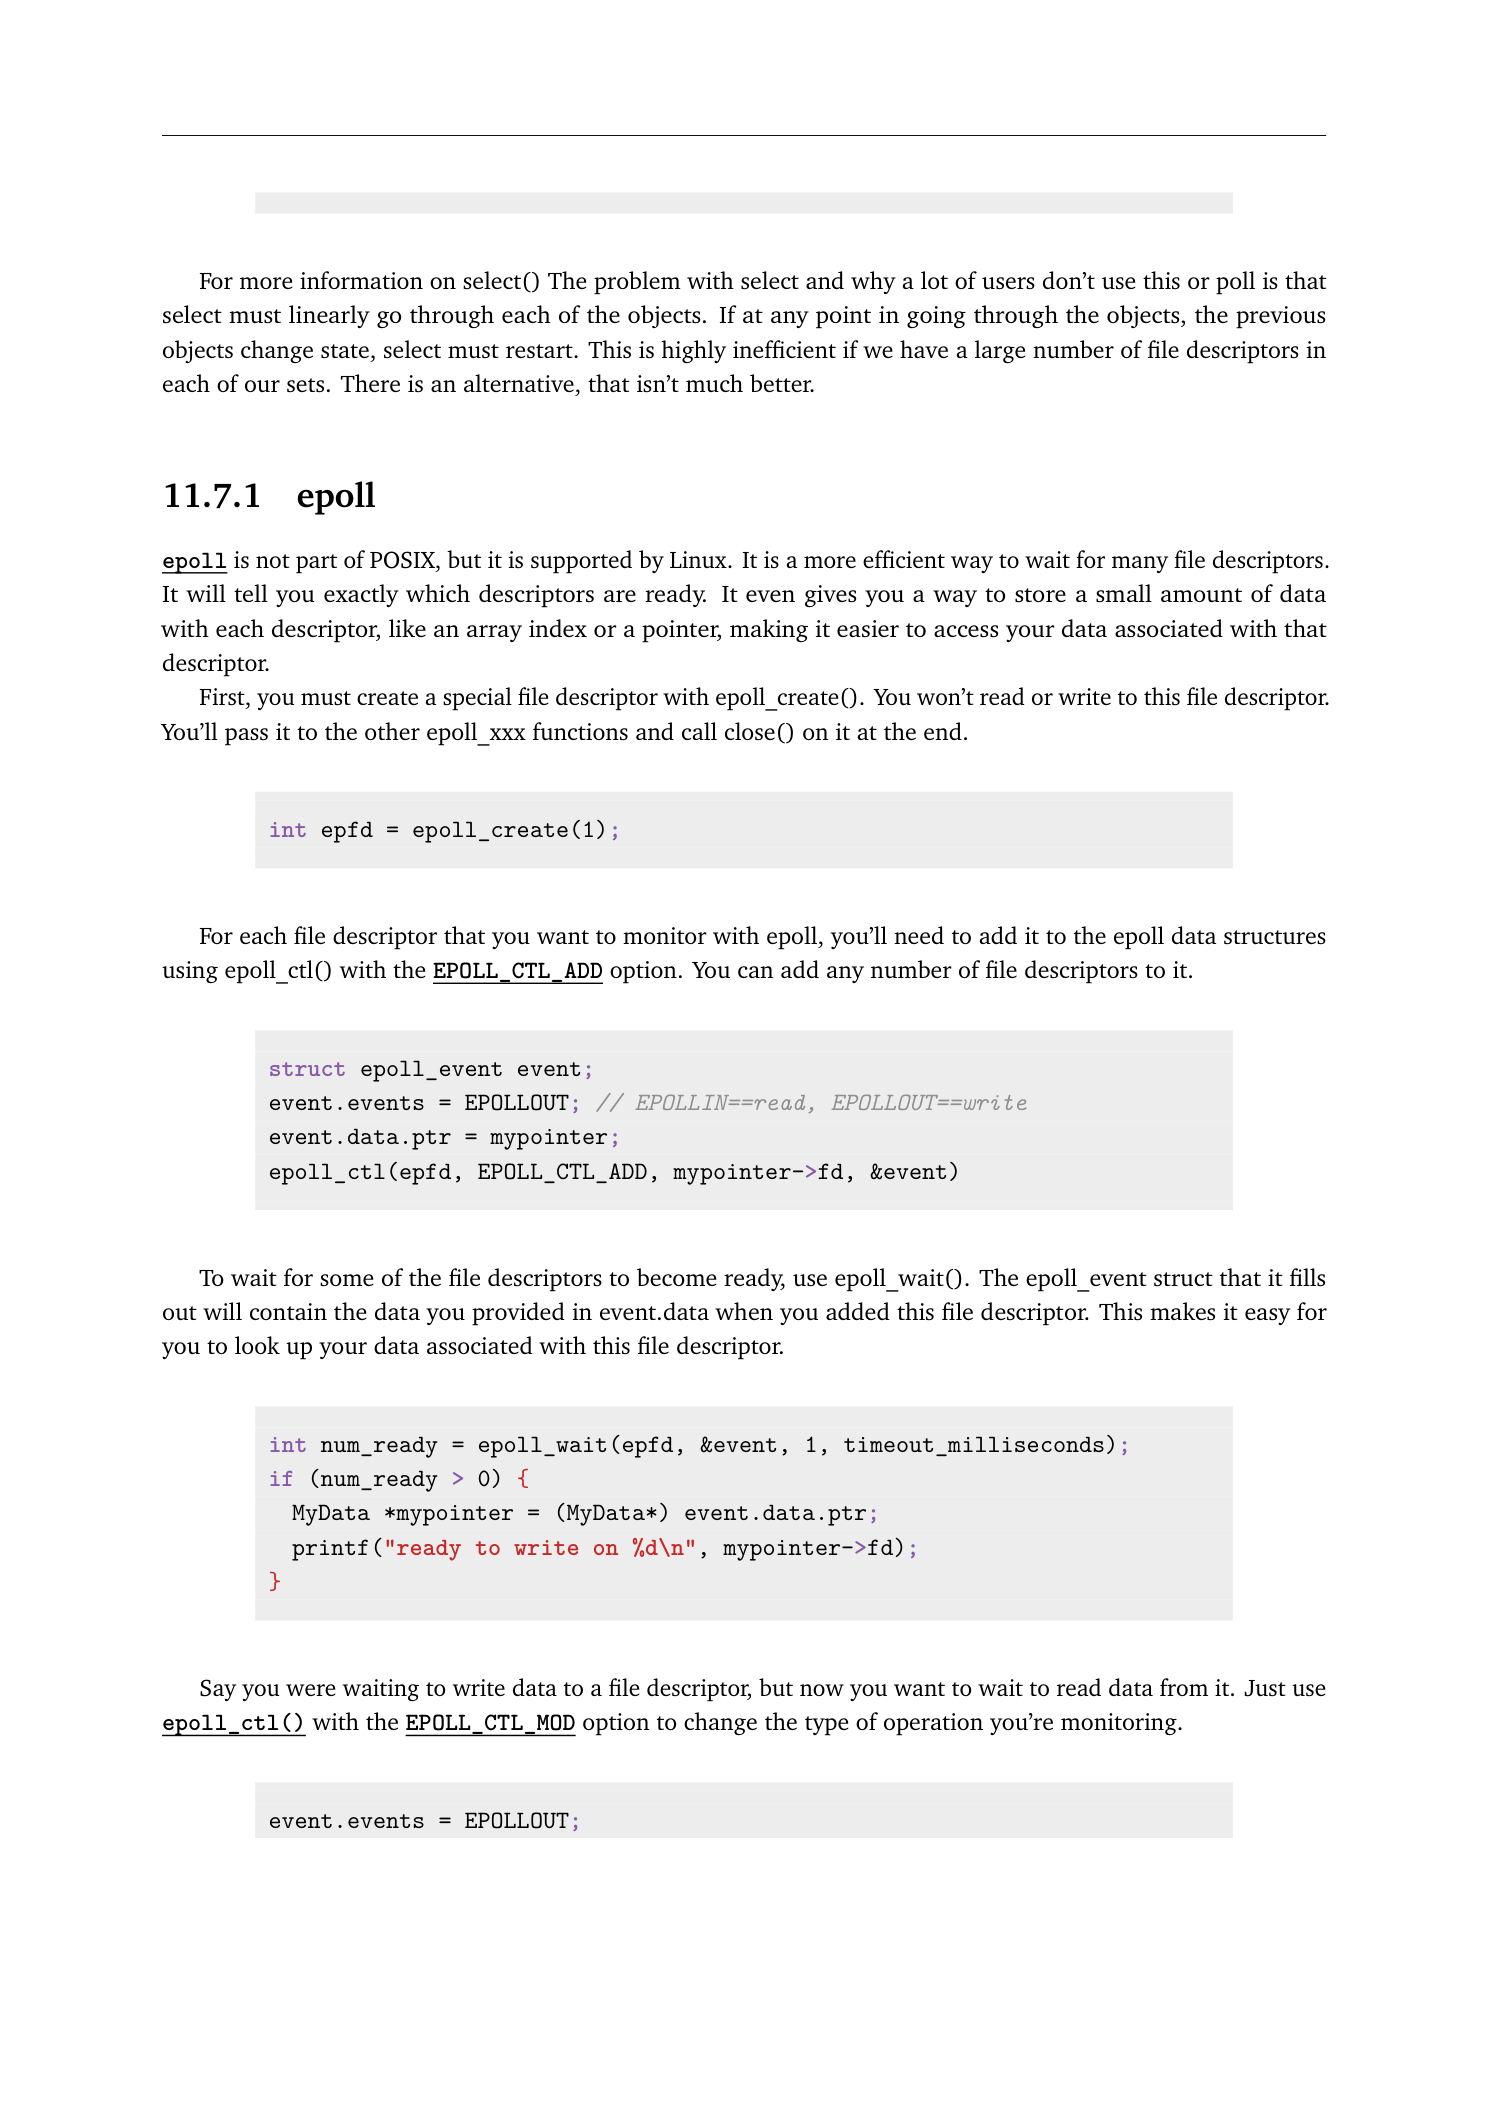 For more information on select() The problem with select and why a lot of users don’t use this or poll is that
select must linearly go through each of the objects. If at any point in going through the objects, the previous
objects change state, select must restart. This is highly inefficient if we have a large number of file descriptors in
each of our sets. There is an alternative, that isn’t much better.
11.7.1 epoll
epoll is not part of POSIX, but it is supported by Linux. It is a more efficient way to wait for many file descriptors.
It will tell you exactly which descriptors are ready. It even gives you a way to store a small amount of data
with each descriptor, like an array index or a pointer, making it easier to access your data associated with that
descriptor.
First, you must create a special file descriptor with epoll_create(). You won’t read or write to this file descriptor.
You’ll pass it to the other epoll_xxx functions and call close() on it at the end.
int epfd = epoll_create(1);
For each file descriptor that you want to monitor with epoll, you’ll need to add it to the epoll data structures
using epoll_ctl() with the EPOLL_CTL_ADD option. You can add any number of file descriptors to it.
struct epoll_event event;
event.events = EPOLLOUT; // EPOLLIN==read, EPOLLOUT==write
event.data.ptr = mypointer;
epoll_ctl(epfd, EPOLL_CTL_ADD, mypointer->fd, &event)
To wait for some of the file descriptors to become ready, use epoll_wait(). The epoll_event struct that it fills
out will contain the data you provided in event.data when you added this file descriptor. This makes it easy for
you to look up your data associated with this file descriptor.
int num_ready = epoll_wait(epfd, &event, 1, timeout_milliseconds);
if (num_ready > 0) {
  MyData *mypointer = (MyData*) event.data.ptr;
  printf("ready to write on %d\n", mypointer->fd);
}
Say you were waiting to write data to a file descriptor, but now you want to wait to read data from it. Just use
epoll_ctl() with the EPOLL_CTL_MOD option to change the type of operation you’re monitoring.
event.events = EPOLLOUT;